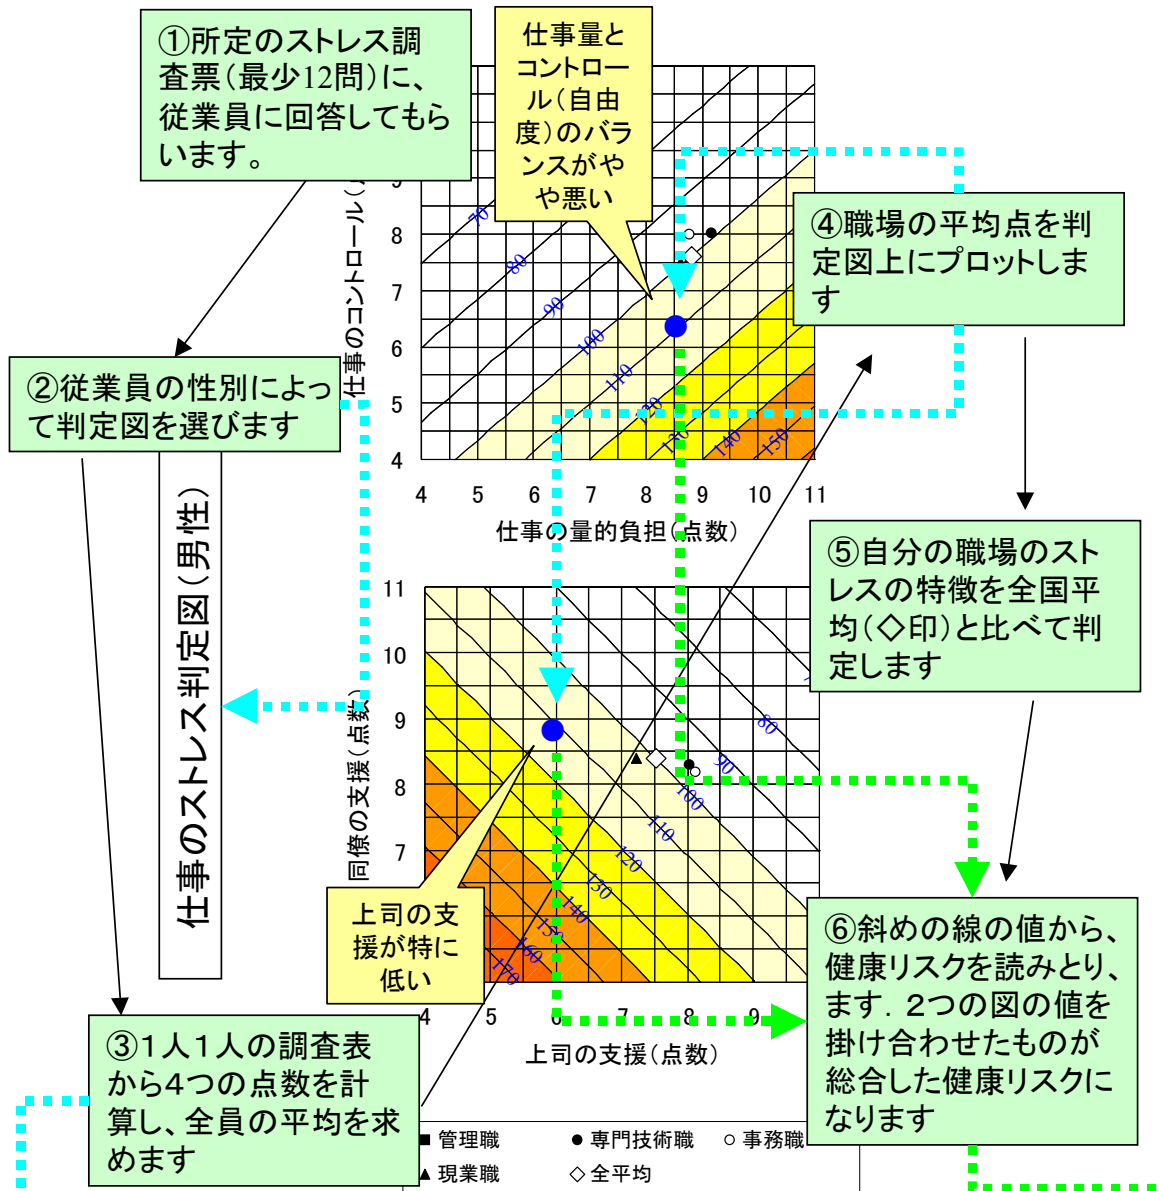 ①所定のストレス調
査票(最少12問)に、
従業員に回答してもら
います。
仕事量と
コントロー
ル(自由
度)のバラ
ンスがや
や悪い
④職場の平均点を判
定図上にプロットしま
す
②従業員の性別によっ
て判定図を選びます
仕事のコントロール(
9
8
7
6
5
4
70
80
90
100
110
120
130
140
150
4 5 6 7 8 9 10 11
仕事の量的負担(点数)
仕事のストレス判定図(男性)
⑤自分の職場のスト
レスの特徴を全国平
均(◇印)と比べて判
定します
同僚の支援(点数)
11
10
9
8
7
80
90
100
110
120
130
140
150
160
170
上司の支
援が特に
低い
4 5 6 7 8 9
上司の支援(点数)
③1人1人の調査表
から4つの点数を計
算し、全員の平均を求
めます
⑥斜めの線の値から、
健康リスクを読みとり、
ます．２つの図の値を
掛け合わせたものが
総合した健康リスクに
なります
■ 管理職 ● 専門技術職 ○ 事務職
▲ 現業職 ◇ 全平均